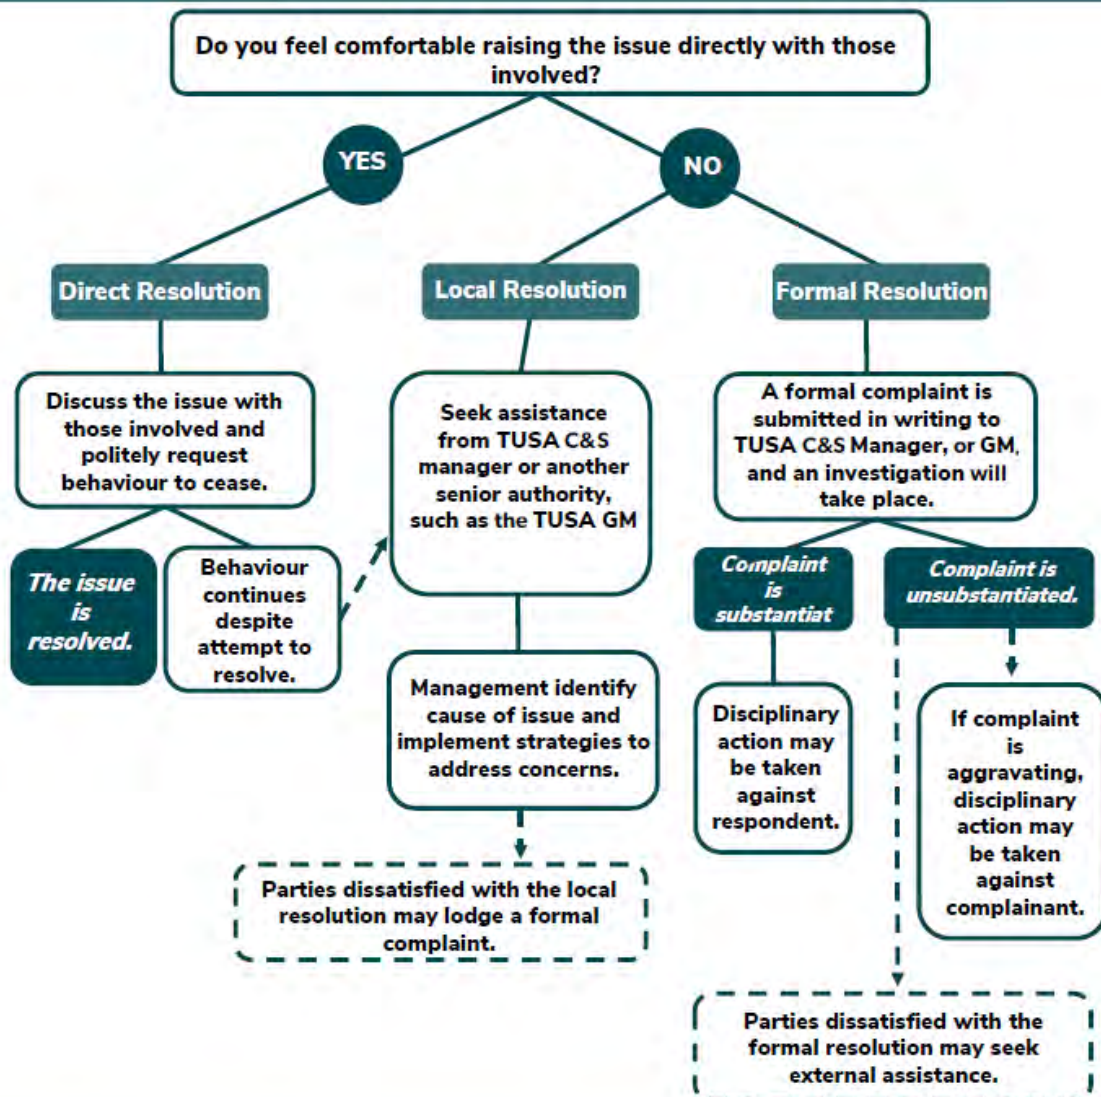 Do you feel comfortable raising the issue directly with those
involved?
YES
NO
Direct Resolution
Local Resolution
Formal Resolution
Discuss the issue with
those involved and
politely request
behaviour to cease.
Seek assistance
from TUSA C&S
manager or another
senior authority,
such as the TUSA GM
A formal complaint is
submitted in writing to
TUSA C&S Manager, or GM,
and an investigation will
take place.
The issue
is
resolved.
Behaviour
continues
despite
attempt to
resolve.
Complaint
is
substantiat
Complaint is
unsubstantiated.
Management identify
cause of issue and
implement strategies to
address concerns.
Disciplinary
action may
be taken
against
respondent.
If complaint
is
aggravating,
disciplinary
action may
be taken
against
complainant.
Parties dissatisfied with the local
resolution may lodge a formal
complaint.
Parties dissatisfied with the
formal resolution may seek
external assistance.